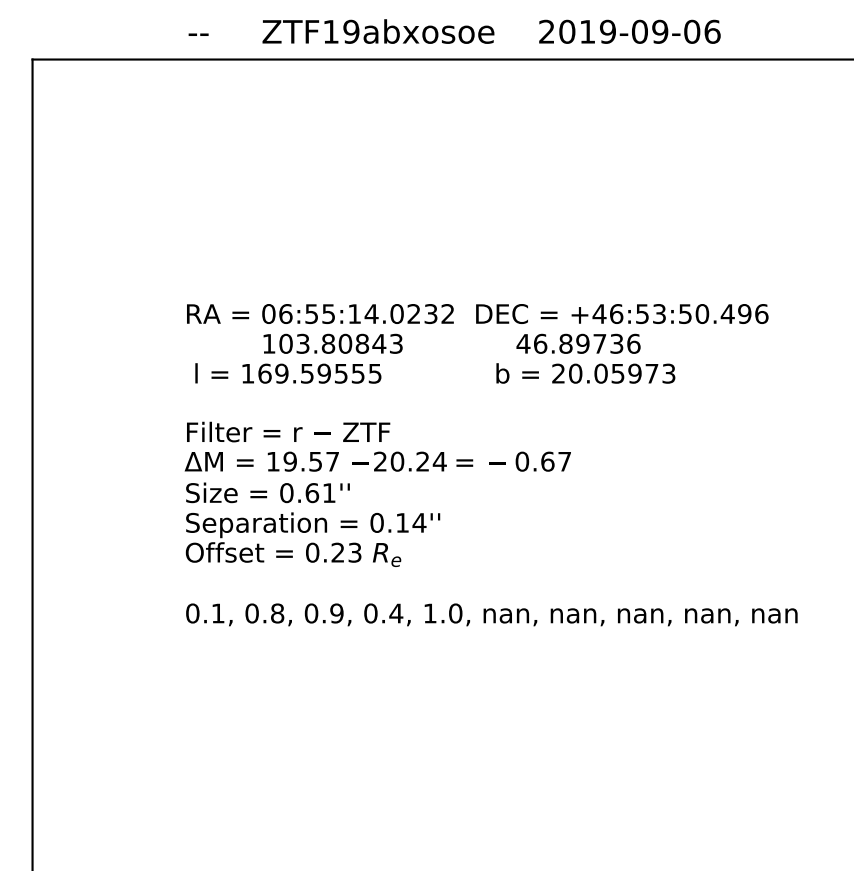 -- ZTF19abxosoe 2019-09-06
RA = 06:55:14.0232 DEC = +46:53:50.496
103.80843 46.89736
l = 169.59555 b = 20.05973
Filter = r − ZTF
ΔM = 19.57 −20.24 = − 0.67
Size = 0.61''
Separation = 0.14''
Offset = 0.23 Re
0.1, 0.8, 0.9, 0.4, 1.0, nan, nan, nan, nan, nan